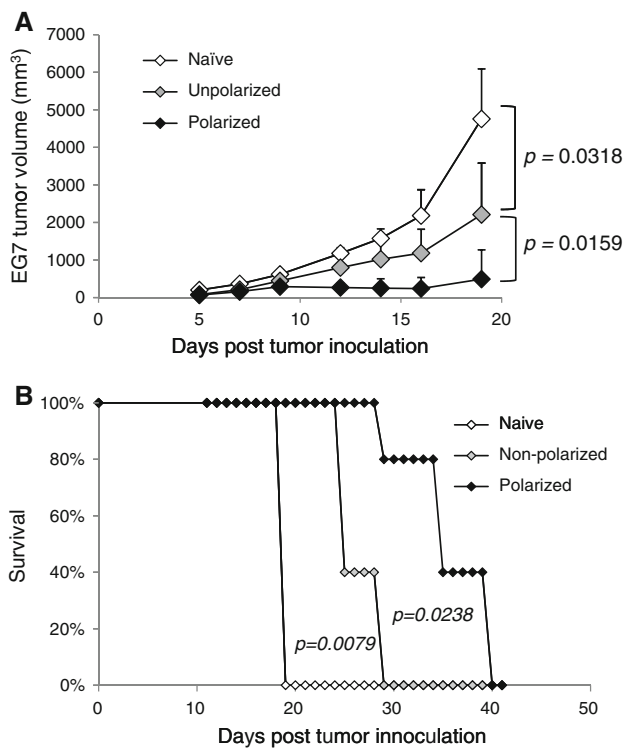 A
EG7 tumor volume (mm³)
7000
6000
5000
4000
3000
2000
1000
0
Naïve
Unpolarized
Polarized
p = 0.0318
p = 0.0159
0 5 10 15 20
Days post tumor inoculation
B
Survival
100%
80%
60%
40%
20%
0%
Naive
Non-polarized
Polarized
p=0.0079
p=0.0238
0 10 20 30 40 50
Days post tumor innoculation